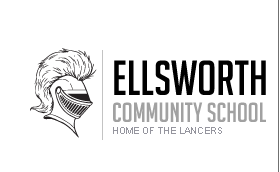 ELLSWORTH
COMMUNITY SCHOOL
HOME OF THE LANCERS